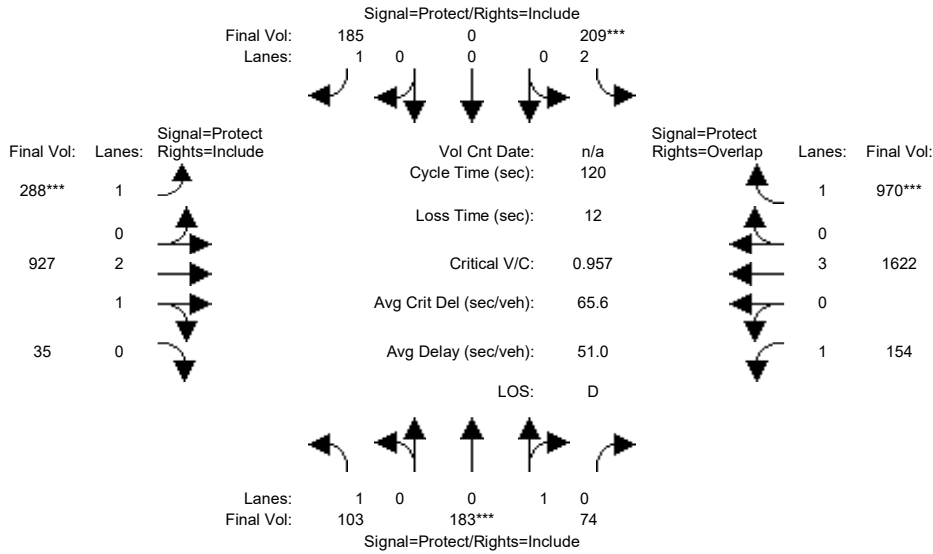 Signal=Protect/Rights=Include
Final Vol: 185 0 209***
Lanes: 1 0 0 0 2
Signal=Protect
Final Vol: Lanes: Rights=Include
Vol Cnt Date: n/a
Signal=Protect
Rights=Overlap Lanes: Final Vol:
Cycle Time (sec): 120
288*** 1
1 970***
Loss Time (sec): 12
0
0
927 2
Critical V/C: 0.957
3 1622
1
Avg Crit Del (sec/veh): 65.6
0
35 0
Avg Delay (sec/veh): 51.0
1 154
LOS: D
Lanes: 1 0 0 1 0
Final Vol: 103 183*** 74
Signal=Protect/Rights=Include